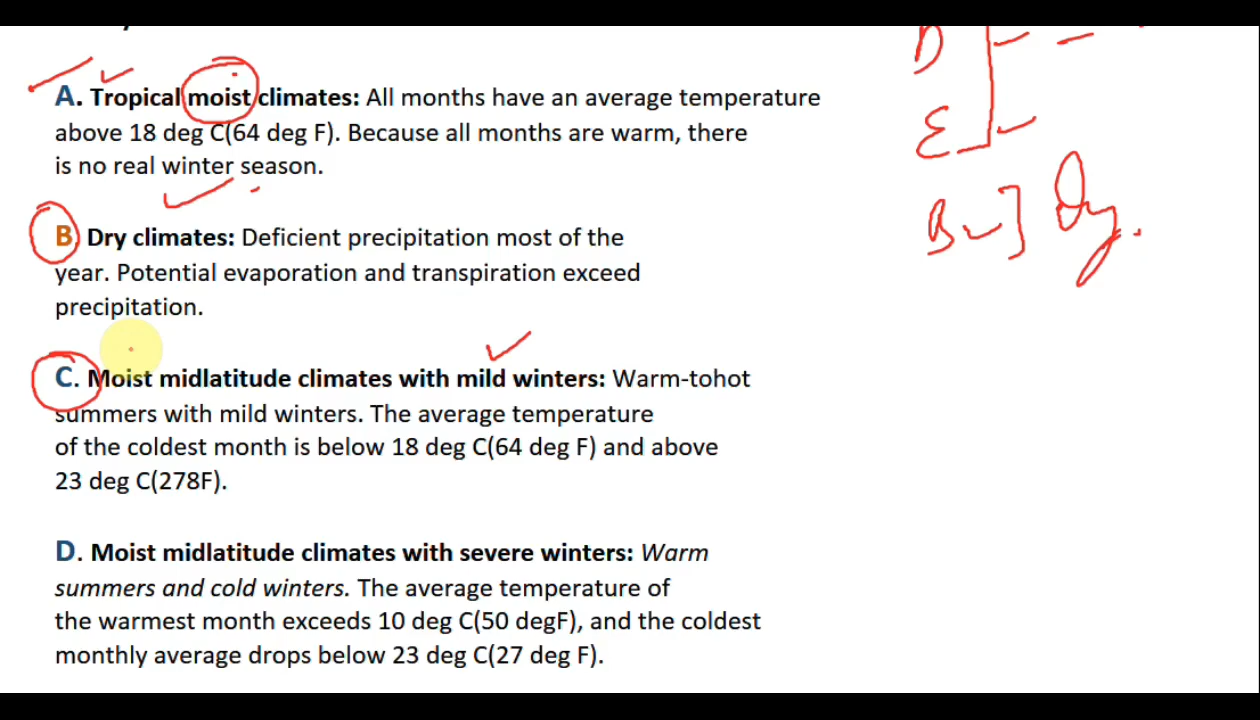 A. Tropical moist climates: All months have an average temperature
above 18 deg C(64 deg F). Because all months are warm, there
is no real winter season.
B. Dry climates: Deficient precipitation most of the
year. Potential evaporation and transpiration exceed
precipitation.
C. Moist midlatitude climates with mild winters: Warm-tohot
summers with mild winters. The average temperature
of the coldest month is below 18 deg C(64 deg F) and above
23 deg C(278F).
D. Moist midlatitude climates with severe winters: Warm
summers and cold winters. The average temperature of
the warmest month exceeds 10 deg C(50 degF), and the coldest
monthly average drops below 23 deg C(27 deg F).
D
E
B Dry.